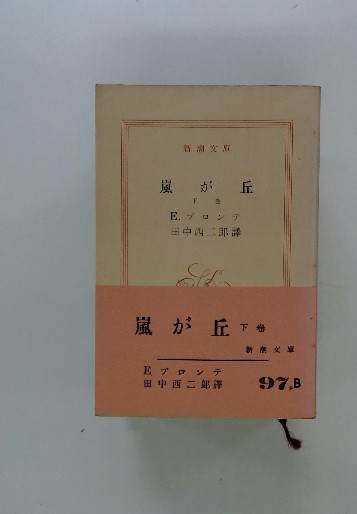 新潮文庫
嵐が丘
下巻
E. ブロンテ
田中西二郎譯
嵐が丘 下巻
新潮文庫
E ブロンテ
田中西二郎譯
97.B